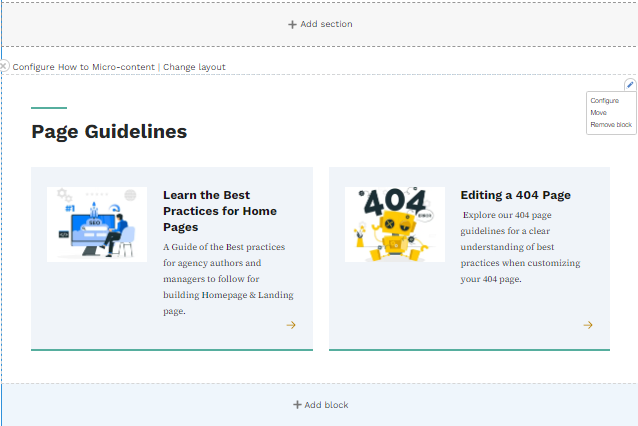 Add section
Configure How to Micro-content | Change layout
Configure
Move
Remove block
Page Guidelines
#1
SEO
</>
Learn the Best
Practices for Home
Pages
A Guide of the Best practices
for agency authors and
managers to follow for
building Homepage & Landing
page.
404
Editing a 404 Page
Explore our 404 page
guidelines for a clear
understanding of best
practices when customizing
your 404 page.
Add block